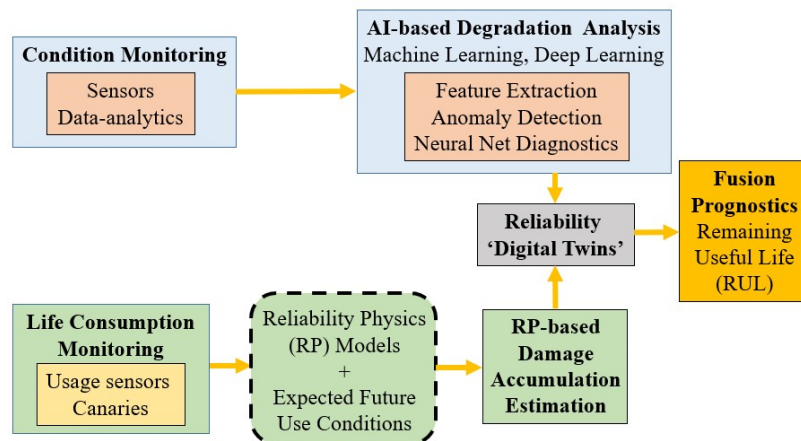 Condition Monitoring
Sensors
Data-analytics
AI-based Degradation Analysis
Machine Learning, Deep Learning
Feature Extraction
Anomaly Detection
Neural Net Diagnostics
Reliability
‘Digital Twins’
Fusion
Prognostics
Remaining
Useful Life
(RUL)
Life Consumption
Monitoring
Usage sensors
Canaries
Reliability Physics
(RP) Models
+
Expected Future
Use Conditions
RP-based
Damage
Accumulation
Estimation